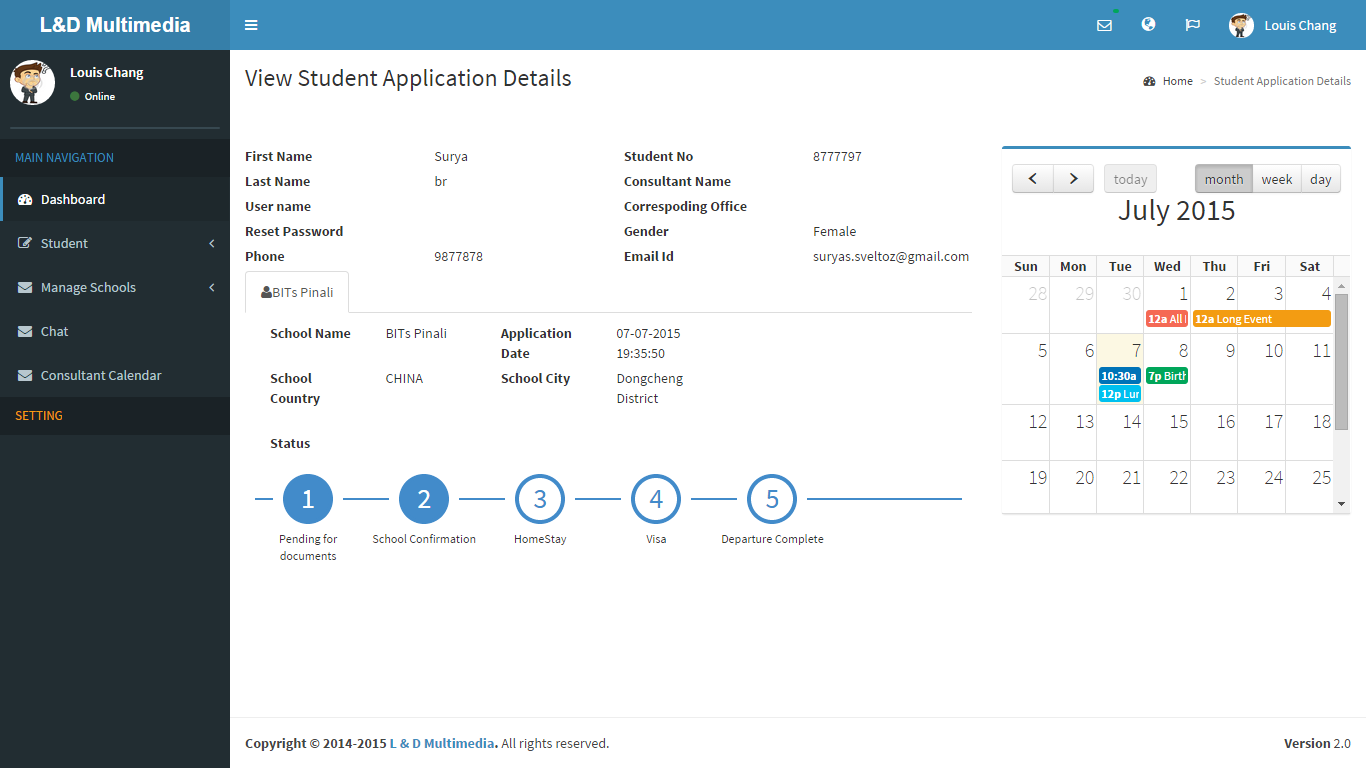 L&D Multimedia
Louis Chang
Louis Chang
Online
MAIN NAVIGATION
Dashboard
Student
Manage Schools
Chat
Consultant Calendar
SETTING
View Student Application Details
Home > Student Application Details
First Name Surya Student No 8777797
Last Name br Consultant Name
User name Correspoding Office
Reset Password Gender Female
Phone 9877878 Email Id suryas.sveltoz@gmail.com
BITs Pinali
School Name BITs Pinali Application Date 07-07-2015 19:35:50
School Country CHINA School City Dongcheng District
Status
1 2 3 4 5
Pending for documents School Confirmation HomeStay Visa Departure Complete
today month week day
July 2015
Sun Mon Tue Wed Thu Fri Sat
28 29 30 1 2 3 4
12a All 12a Long Event
5 6 7 8 9 10 11
10:30a 7p Birth
12p Lun
12 13 14 15 16 17 18
19 20 21 22 23 24 25
Copyright © 2014-2015 L & D Multimedia. All rights reserved.
Version 2.0